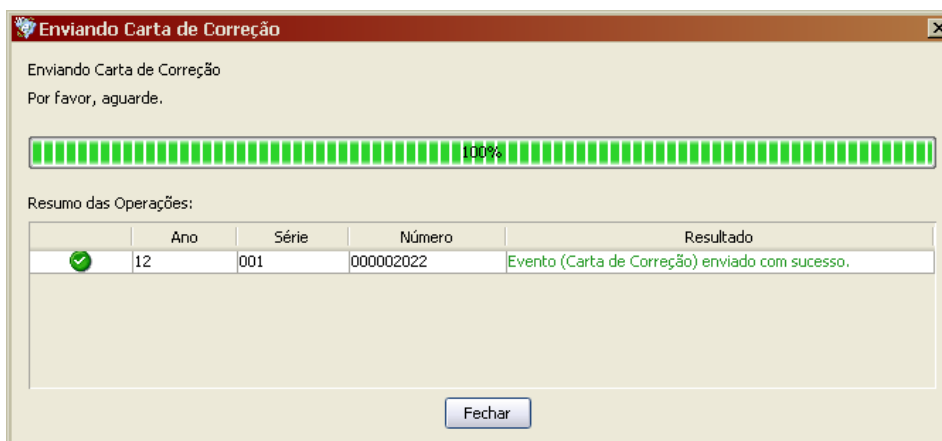 Enviando Carta de Correção
Enviando Carta de Correção
Por favor, aguarde.
100%
Resumo das Operações:
Ano Série Número Resultado
12 001 000002022 Evento (Carta de Correção) enviado com sucesso.
Fechar